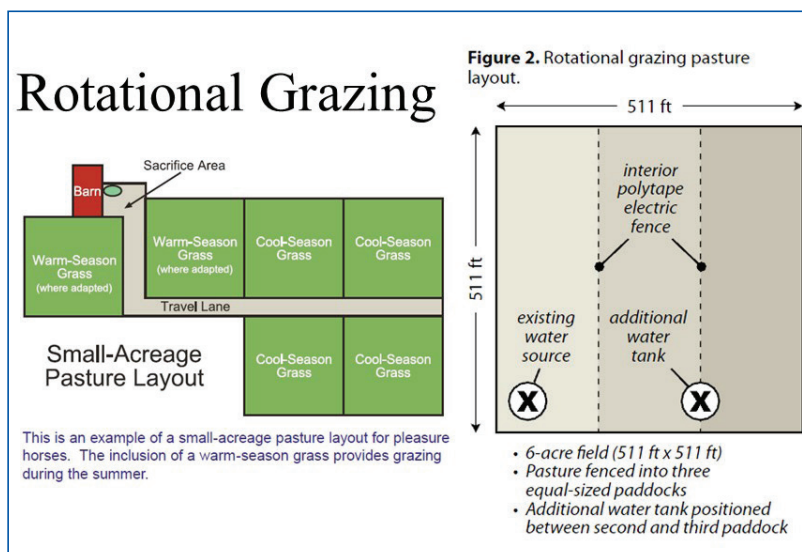 Rotational Grazing
Sacrifice Area
Barn
Warm-Season
Grass
(where adapted)
Warm-Season
Grass
(where adapted)
Cool-Season
Grass
Cool-Season
Grass
Travel Lane
Cool-Season
Grass
Cool-Season
Grass
Small-Acreage
Pasture Layout
This is an example of a small-acreage pasture layout for pleasure
horses. The inclusion of a warm-season grass provides grazing
during the summer.
Figure 2. Rotational grazing pasture
layout.
511 ft
511 ft
interior
polytape
electric
fence
existing
water
source
additional
water
tank
X
X
• 6-acre field (511 ft x 511 ft)
• Pasture fenced into three
equal-sized paddocks
• Additional water tank positioned
between second and third paddock